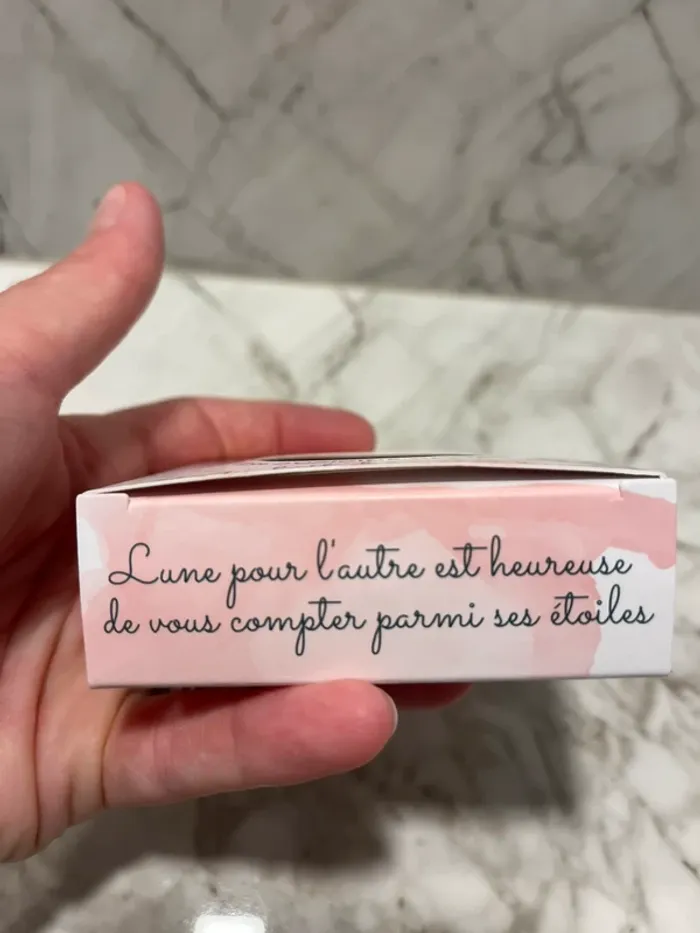 Lune pour l'autre est heureuse
de vous compter parmi ses étoiles